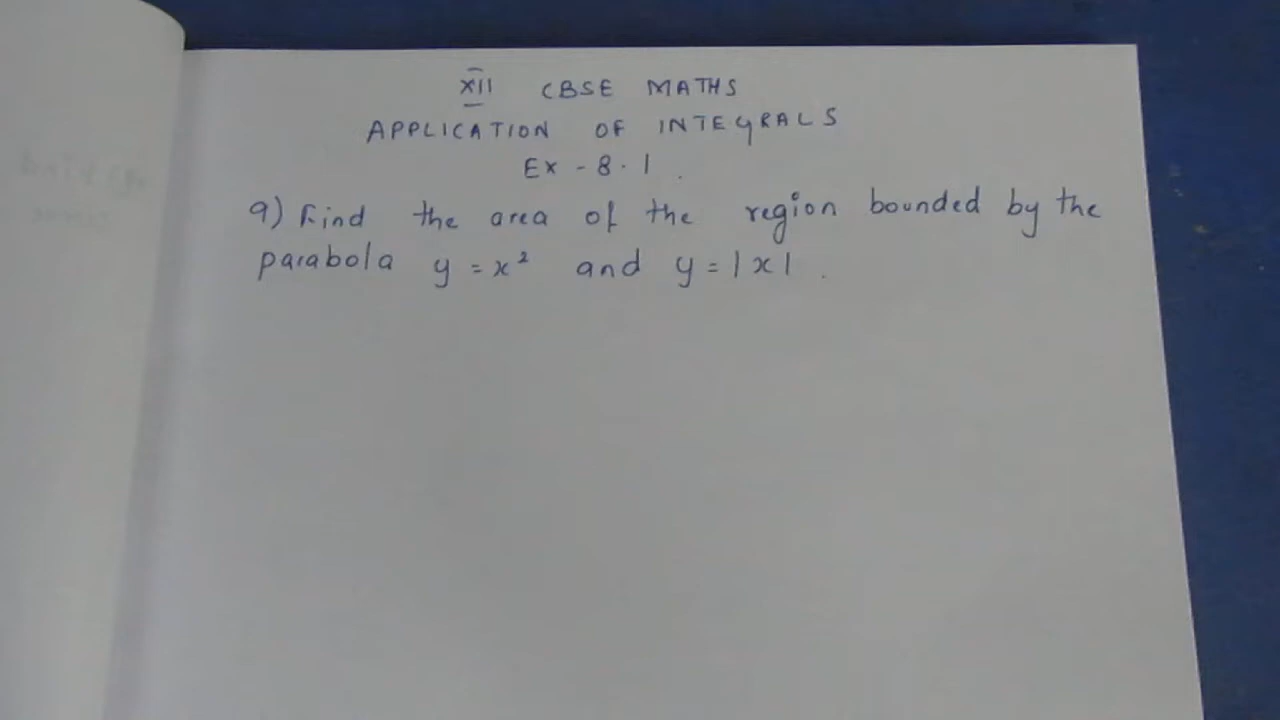 XII CBSE MATHS
APPLICATION OF INTEGRALS
Ex - 8.1.
9) Find the area of the region bounded by the
parabola y = x² and y = |x|.